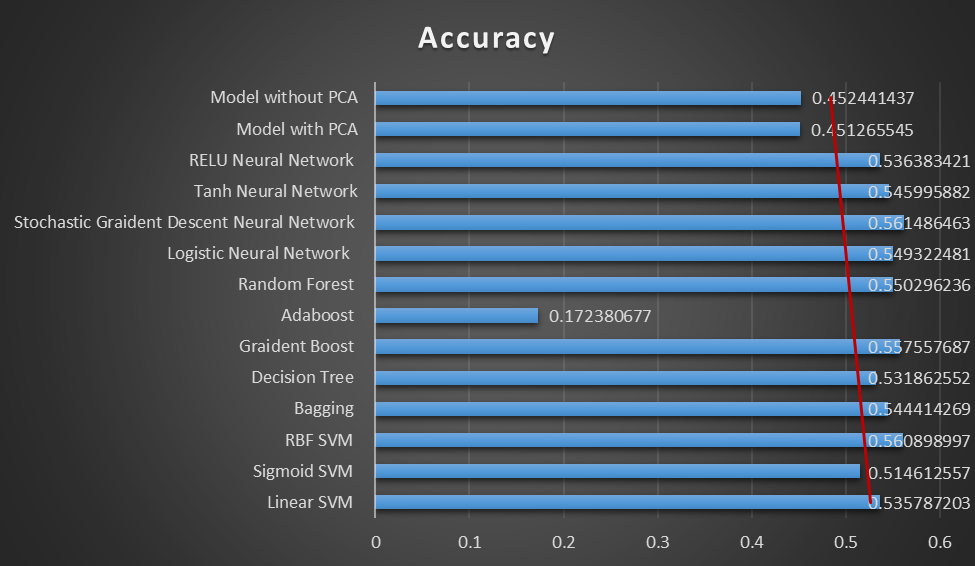 Accuracy
Model without PCA 0.452441437
Model with PCA 0.451265545
RELU Neural Network 0.536383421
Tanh Neural Network 0.545995882
Stochastic Graident Descent Neural Network 0.561486463
Logistic Neural Network 0.549322481
Random Forest 0.550296236
Adaboost 0.172380677
Graident Boost 0.557557687
Decision Tree 0.531862552
Bagging 0.544414269
RBF SVM 0.560898997
Sigmoid SVM 0.514612557
Linear SVM 0.535787203
0 0.1 0.2 0.3 0.4 0.5 0.6